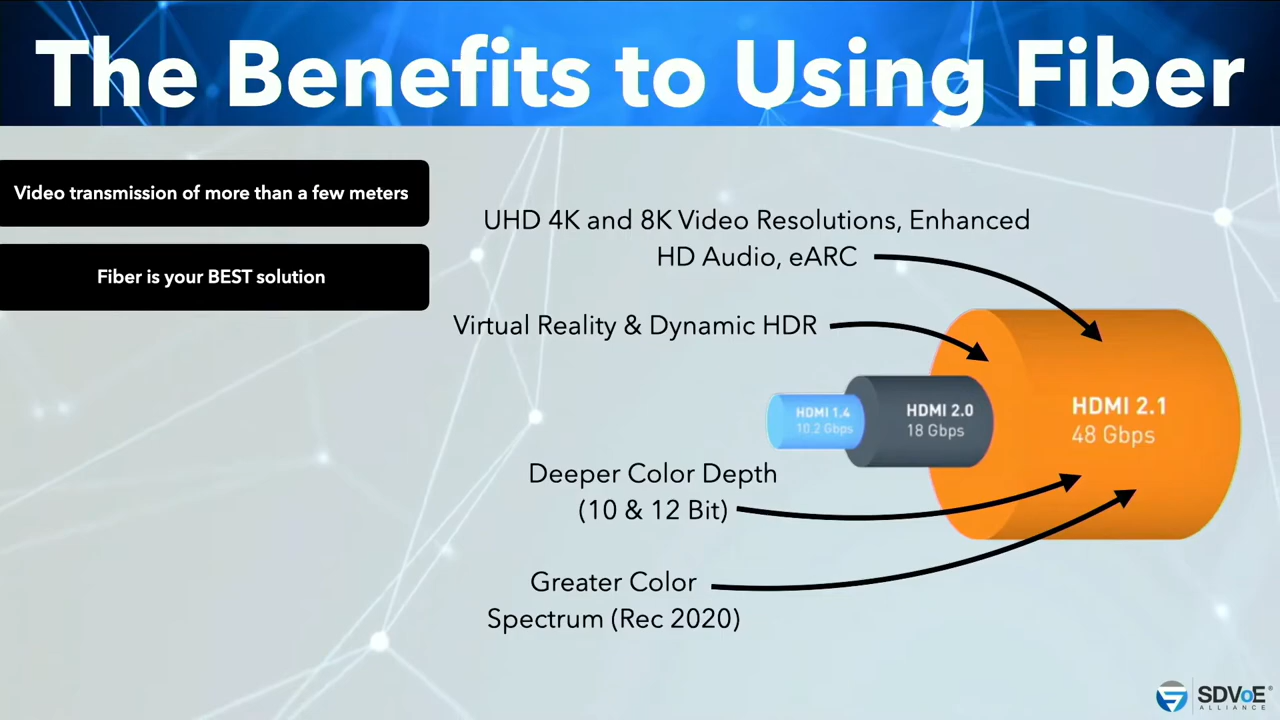 The Benefits to Using Fiber
Video transmission of more than a few meters
Fiber is your BEST solution
UHD 4K and 8K Video Resolutions, Enhanced
HD Audio, eARC
Virtual Reality & Dynamic HDR
HDMI 1.4
10.2 Gbps
HDMI 2.0
18 Gbps
HDMI 2.1
48 Gbps
Deeper Color Depth
(10 & 12 Bit)
Greater Color
Spectrum (Rec 2020)
SDVoE®
ALLIANCE